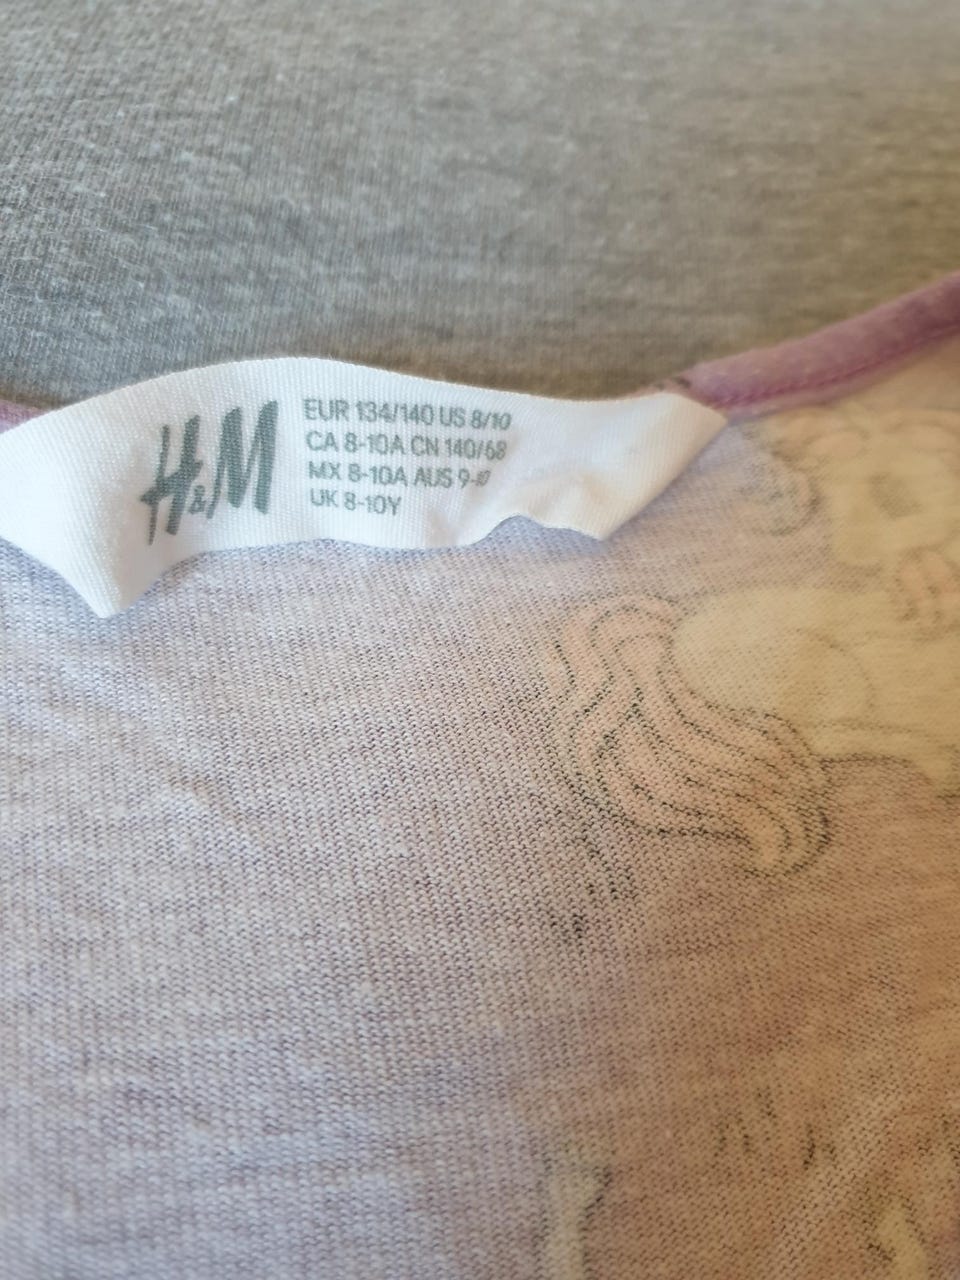 H&M
EUR 134/140 US 8/10
CA 8-10A CN 140/68
MX 8-10A AUS 9-10
UK 8-10Y